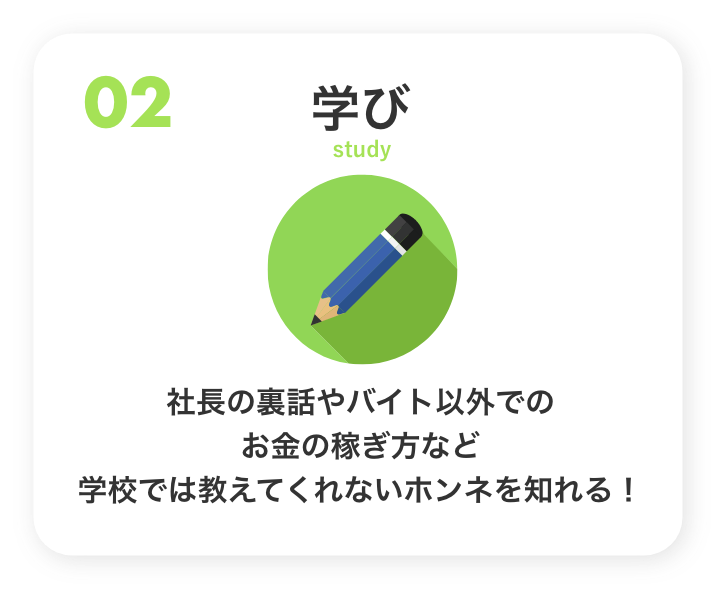 02
学び
study
社長の裏話やバイト以外での
お金の稼ぎ方など
学校では教えてくれないホンネを知れる！